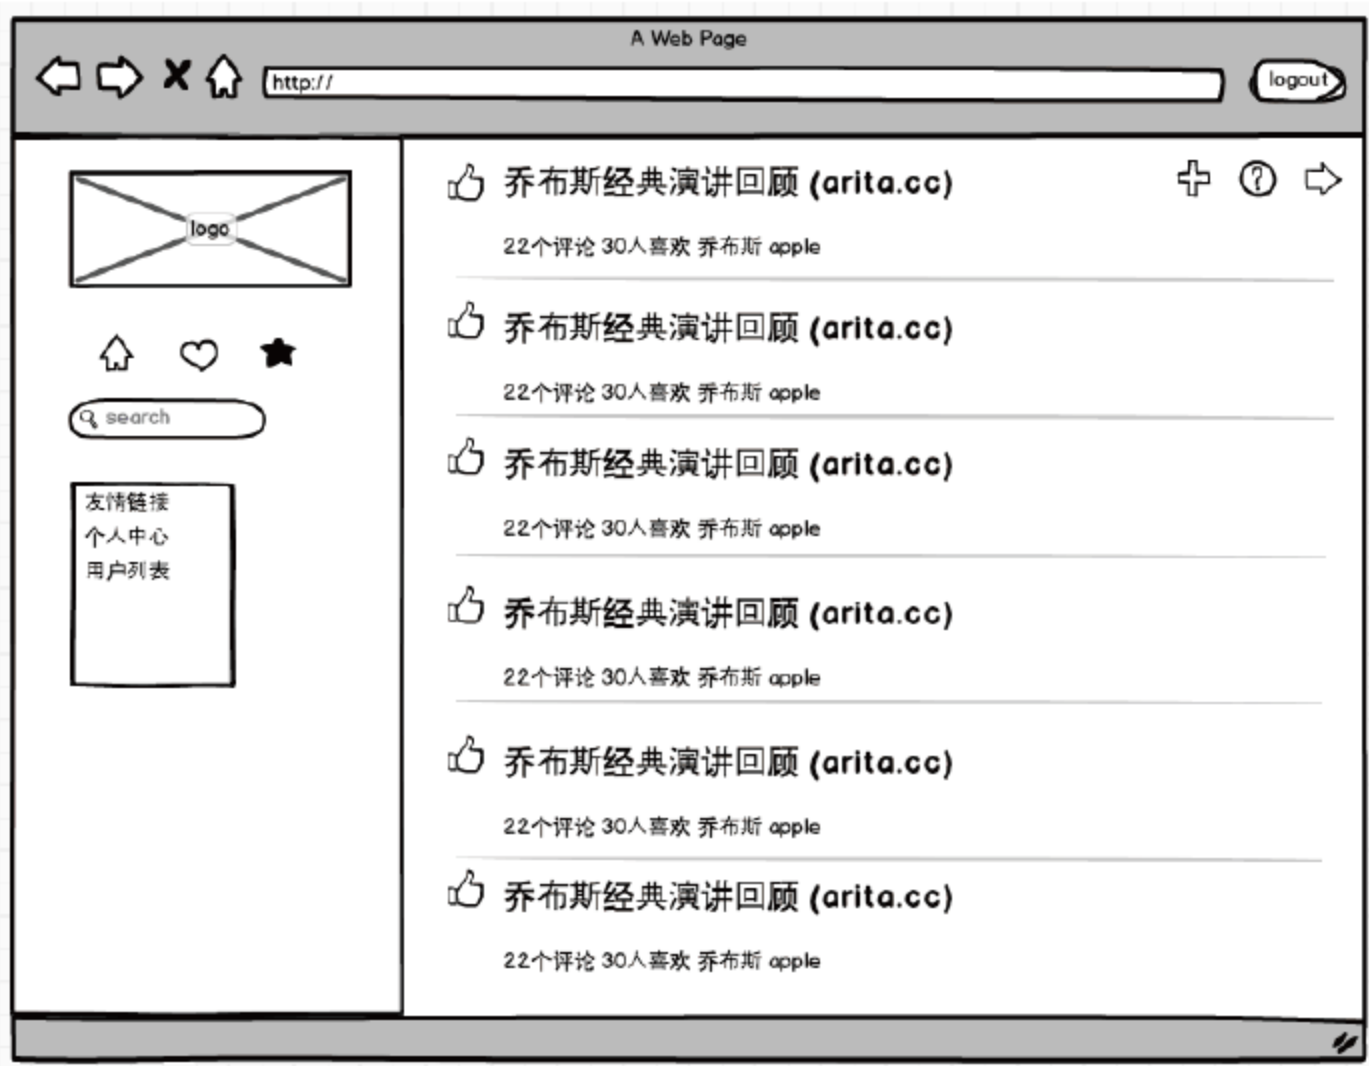 A Web Page
http://
logout
logo
search
友情链接
个人中心
用户列表
乔布斯经典演讲回顾 (arita.cc)
22个评论 30人喜欢 乔布斯 apple
乔布斯经典演讲回顾 (arita.cc)
22个评论 30人喜欢 乔布斯 apple
乔布斯经典演讲回顾 (arita.cc)
22个评论 30人喜欢 乔布斯 apple
乔布斯经典演讲回顾 (arita.cc)
22个评论 30人喜欢 乔布斯 apple
乔布斯经典演讲回顾 (arita.cc)
22个评论 30人喜欢 乔布斯 apple
乔布斯经典演讲回顾 (arita.cc)
22个评论 30人喜欢 乔布斯 apple